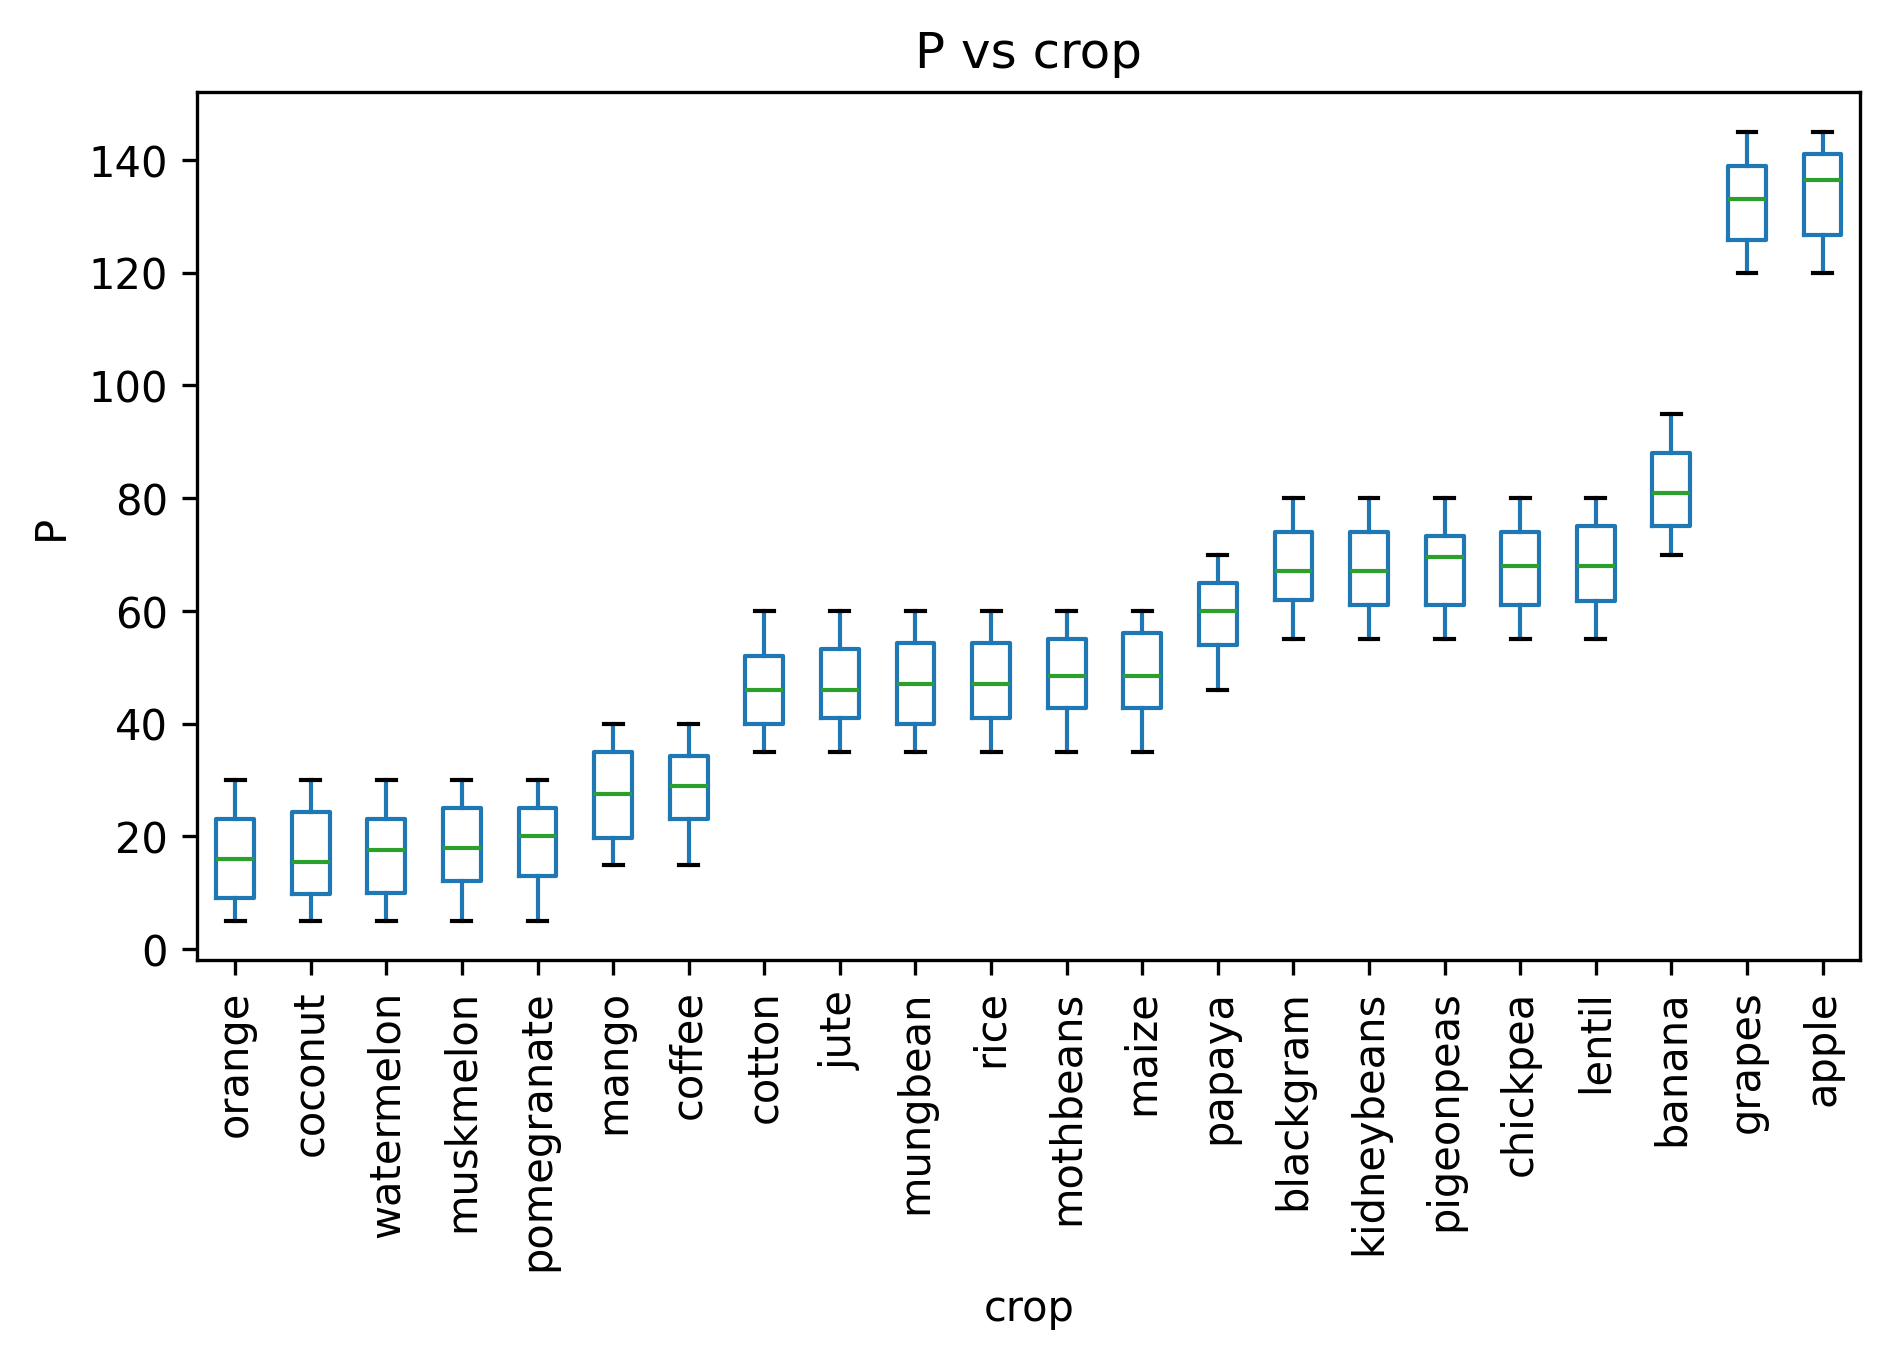 P vs crop
P
140
120
100
80
60
40
20
0
orange
coconut
watermelon
muskmelon
pomegranate
mango
coffee
cotton
jute
mungbean
rice
mothbeans
maize
papaya
blackgram
kidneybeans
pigeonpeas
chickpea
lentil
banana
grapes
apple
crop